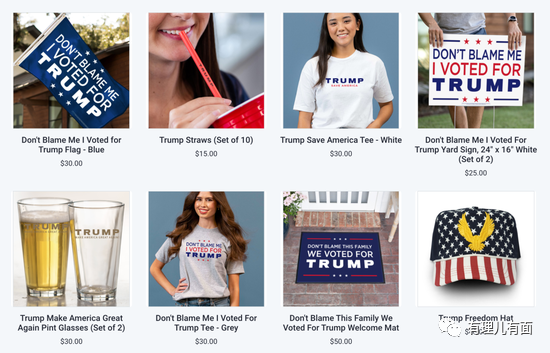 DON'T BLAME ME
I VOTED FOR
TRUMP
TRUMP
SAVE AMERICA
DON'T BLAME ME
I VOTED FOR
TRUMP
Don't Blame Me I Voted for
Trump Flag - Blue
$30.00
Trump Straws (Set of 10)
$15.00
Trump Save America Tee - White
$30.00
Don't Blame Me I Voted For
Trump Yard Sign, 24" x 16" White
(Set of 2)
$25.00
TRUMP
TRUMP
MAKE AMERICA GREAT AGAIN
DON'T BLAME ME
I VOTED FOR
TRUMP
DON'T BLAME THIS FAMILY
WE VOTED FOR
TRUMP
Trump Make America Great
Again Pint Glasses (Set of 2)
$30.00
Don't Blame Me I Voted For
Trump Tee - Grey
$30.00
Don't Blame This Family We
Voted For Trump Welcome Mat
$50.00
Trump Freedom Hat
有理儿有面